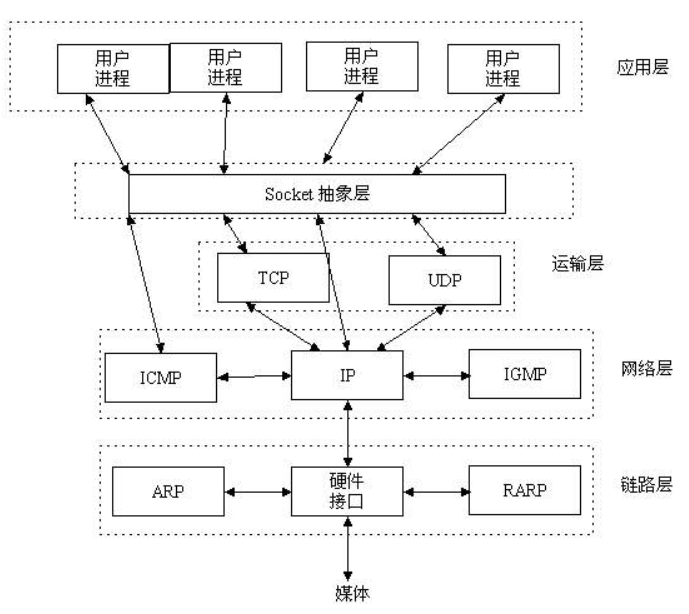 用户
进程
用户
进程
用户
进程
用户
进程
应用层
Socket 抽象层
运输层
TCP
UDP
网络层
ICMP
IP
IGMP
链路层
ARP
硬件
接口
RARP
媒体